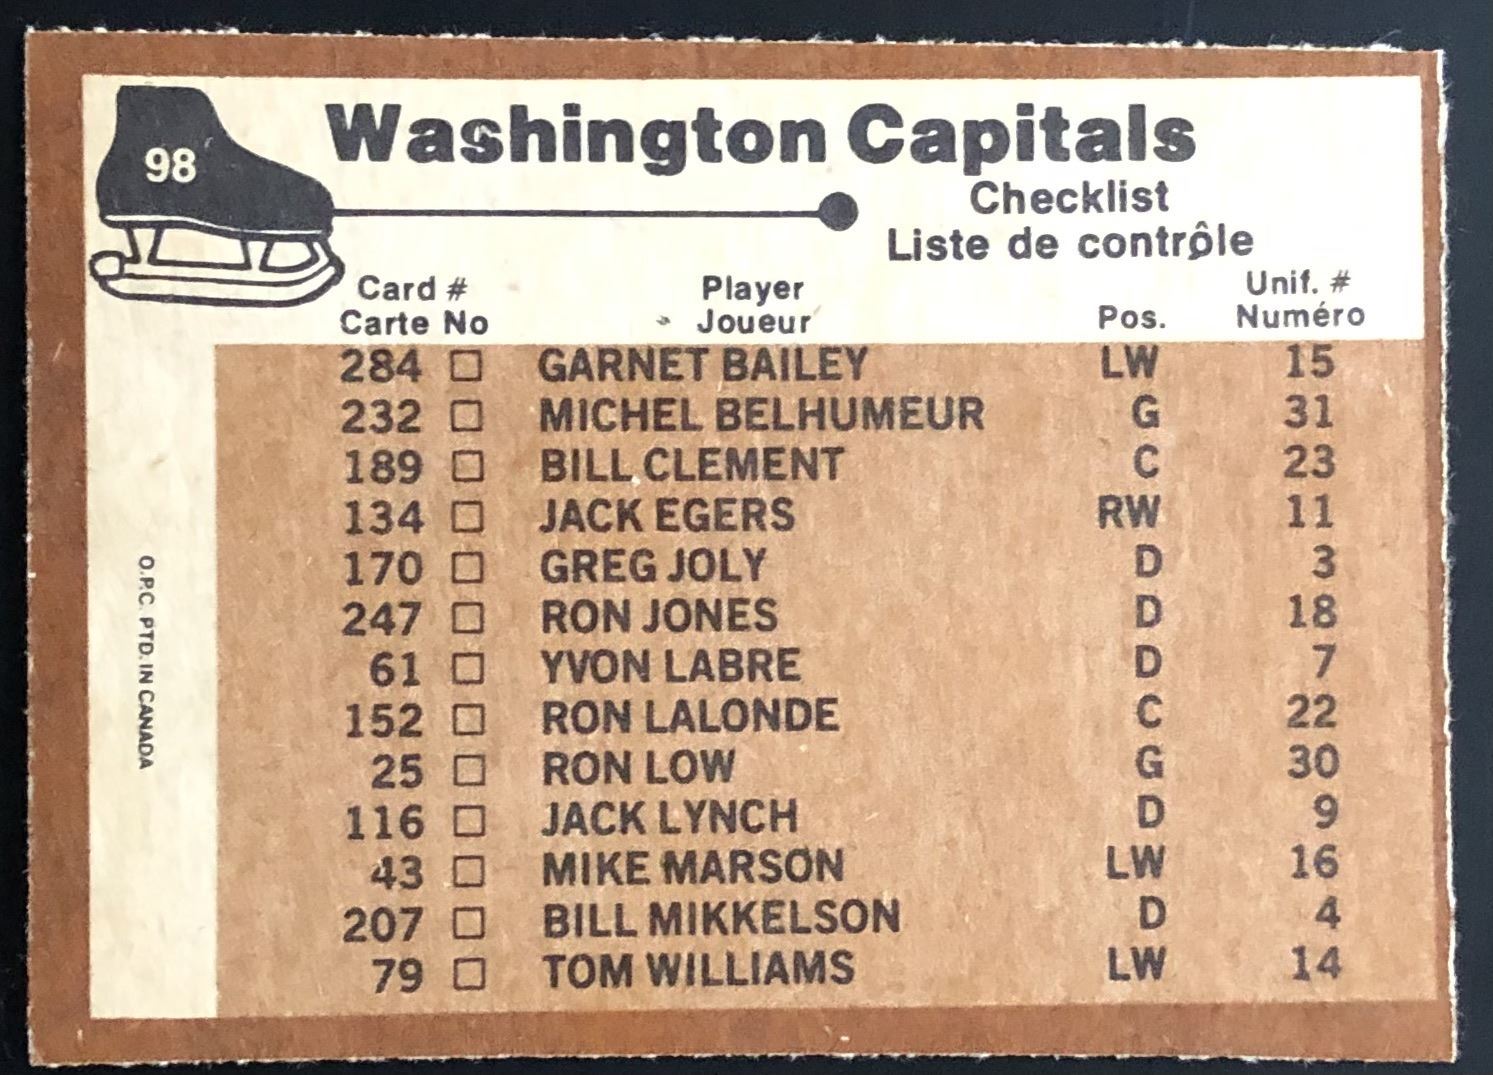 98
Washington Capitals
Checklist
Liste de contrôle
Card # Player Unif. #
Carte No Joueur Pos. Numéro
284 □ GARNET BAILEY LW 15
232 □ MICHEL BELHUMEUR G 31
189 □ BILL CLEMENT C 23
134 □ JACK EGERS RW 11
170 □ GREG JOLY D 3
247 □ RON JONES D 18
61 □ YVON LABRE D 7
152 □ RON LALONDE C 22
25 □ RON LOW G 30
116 □ JACK LYNCH D 9
43 □ MIKE MARSON LW 16
207 □ BILL MIKKELSON D 4
79 □ TOM WILLIAMS LW 14
O.P.C. PTD. IN CANADA